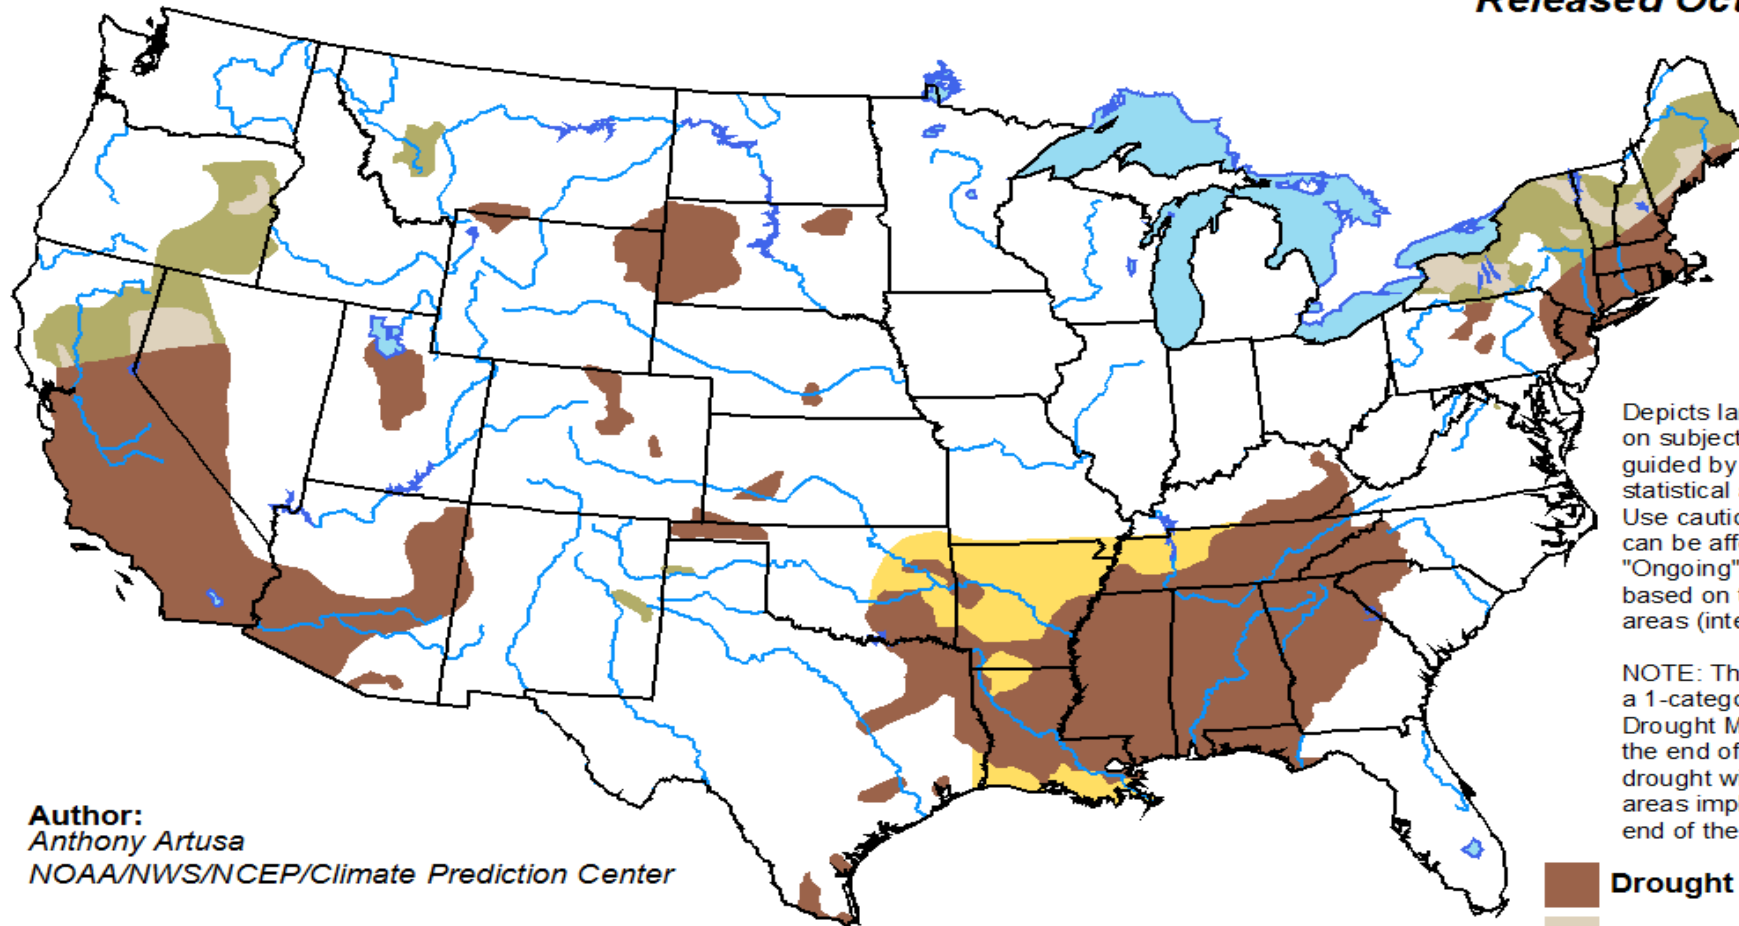 Released Oct
Depicts la
on subject
guided by
statistical
Use cautio
can be aff
"Ongoing"
based on t
areas (inte
NOTE: Th
a 1-catego
Drought M
the end of
drought w
areas imp
end of the
Author:
Anthony Artusa
NOAA/NWS/NCEP/Climate Prediction Center
Drought